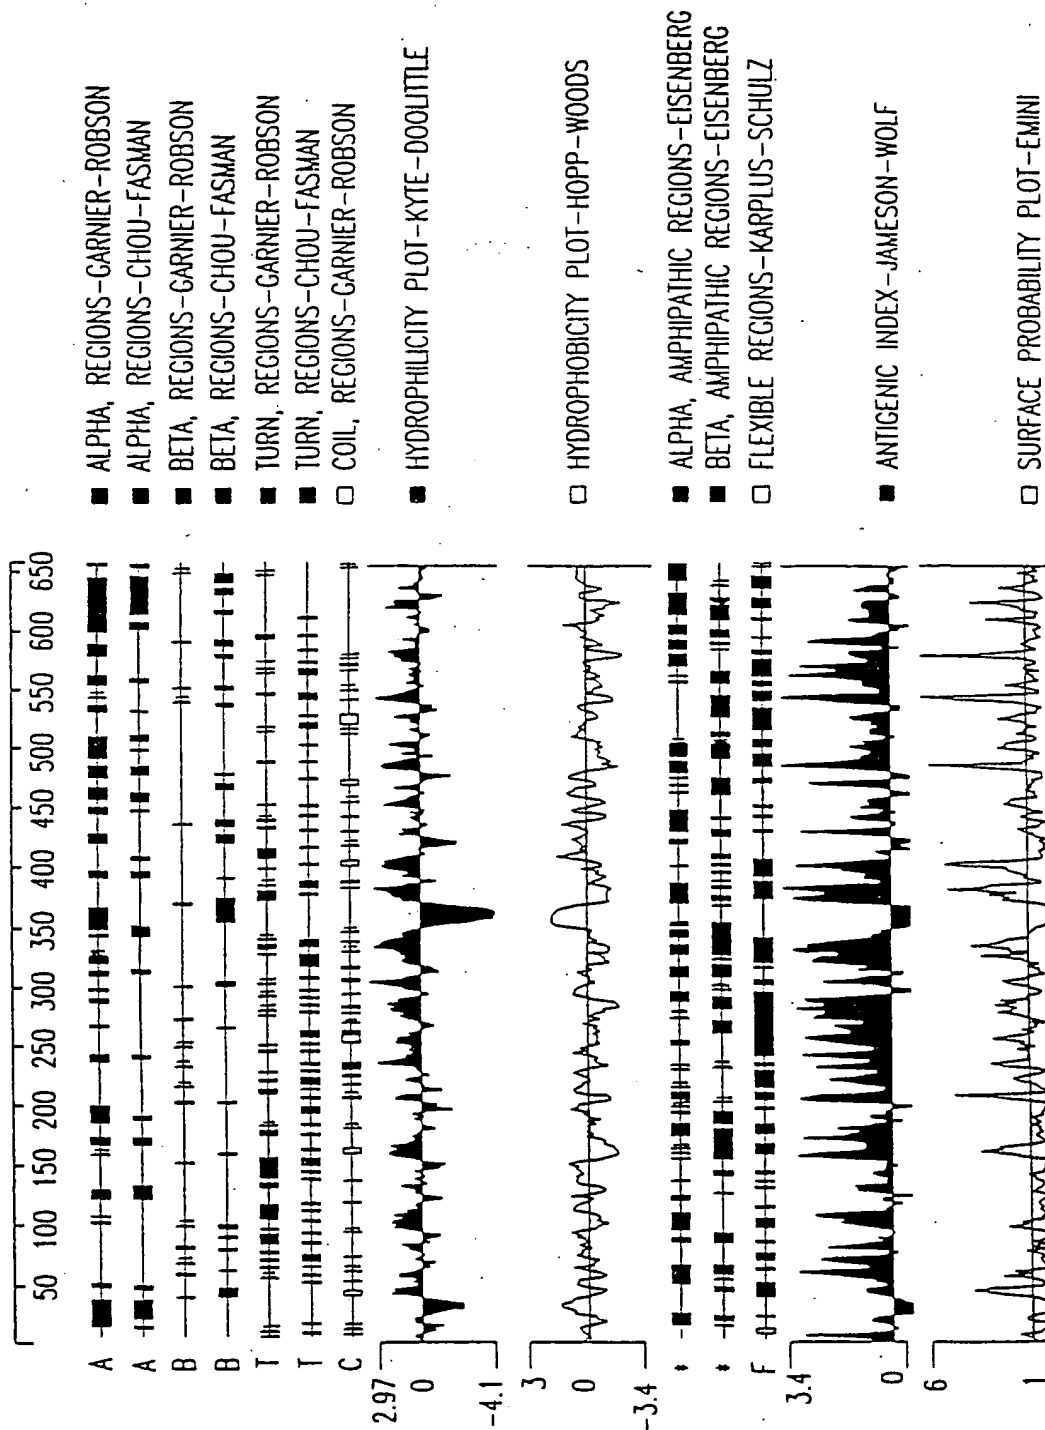 50 100 150 200 250 300 350 400 450 500 550 600 650
A ALPHA, REGIONS-GARNIER-ROBSON
A ALPHA, REGIONS-CHOU-FASMAN
B BETA, REGIONS-GARNIER-ROBSON
B BETA, REGIONS-CHOU-FASMAN
T TURN, REGIONS-GARNIER-ROBSON
T TURN, REGIONS-CHOU-FASMAN
C COIL, REGIONS-GARNIER-ROBSON
2.97
0 HYDROPHILICITY PLOT-KYTE-DOOLITTLE
-4.1
3
0 HYDROPHOBICITY PLOT-HOPP-WOODS
-3.4
* ALPHA, AMPHIPATHIC REGIONS-EISENBERG
* BETA, AMPHIPATHIC REGIONS-EISENBERG
F FLEXIBLE REGIONS-KARPLUS-SCHULZ
3.4
ANTIGENIC INDEX-JAMESON-WOLF
0
6
SURFACE PROBABILITY PLOT-EMINI
1